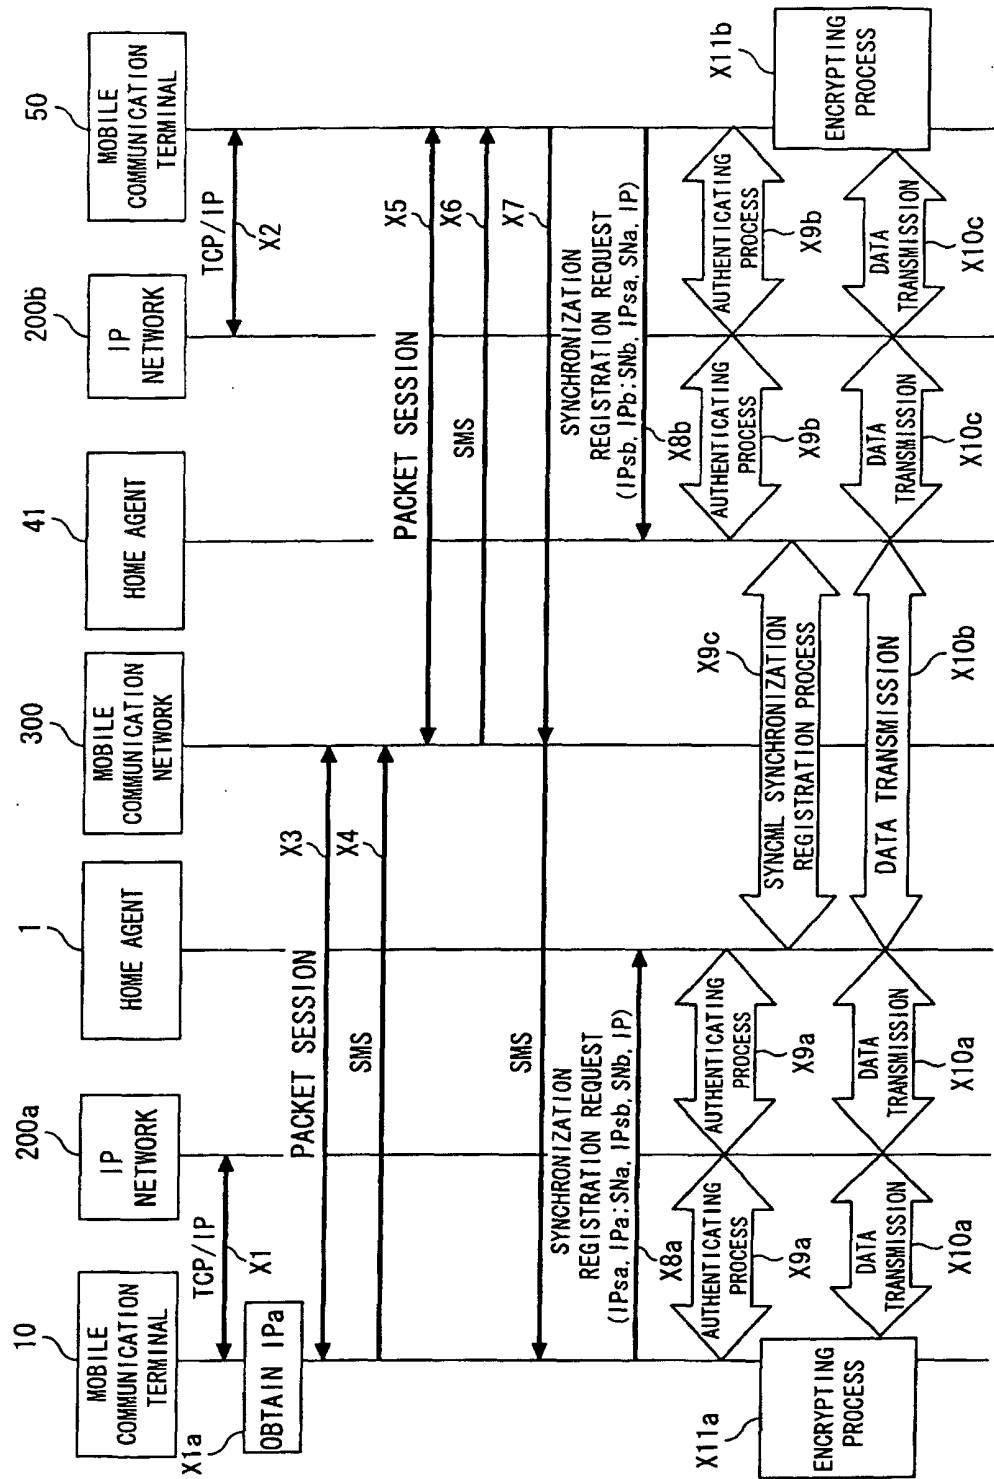 10
MOBILE
COMMUNICATION
TERMINAL
200a
IP
NETWORK
1
HOME AGENT
300
MOBILE
COMMUNICATION
NETWORK
41
HOME AGENT
200b
IP
NETWORK
50
MOBILE
COMMUNICATION
TERMINAL
TCP/IP
X1
TCP/IP
X2
X1a
OBTAIN IPa
PACKET SESSION
X3
SMS
X4
PACKET SESSION
X5
SMS
X6
SMS
X7
SYNCHRONIZATION
REGISTRATION REQUEST
(IPsa, IPa:SNa, IPsb, SNb, IP)
X8a
SYNCHRONIZATION
REGISTRATION REQUEST
(IPsb, IPb:SNb, IPsa, SNa, IP)
X8b
AUTHENTICATING
PROCESS
X9a
AUTHENTICATING
PROCESS
X9a
SYNCML SYNCHRONIZATION
REGISTRATION PROCESS
X9c
AUTHENTICATING
PROCESS
X9b
AUTHENTICATING
PROCESS
X9b
DATA
TRANSMISSION
X10a
DATA
TRANSMISSION
X10a
DATA TRANSMISSION
X10b
DATA
TRANSMISSION
X10c
DATA
TRANSMISSION
X10c
X11a
ENCRYPTING
PROCESS
X11b
ENCRYPTING
PROCESS